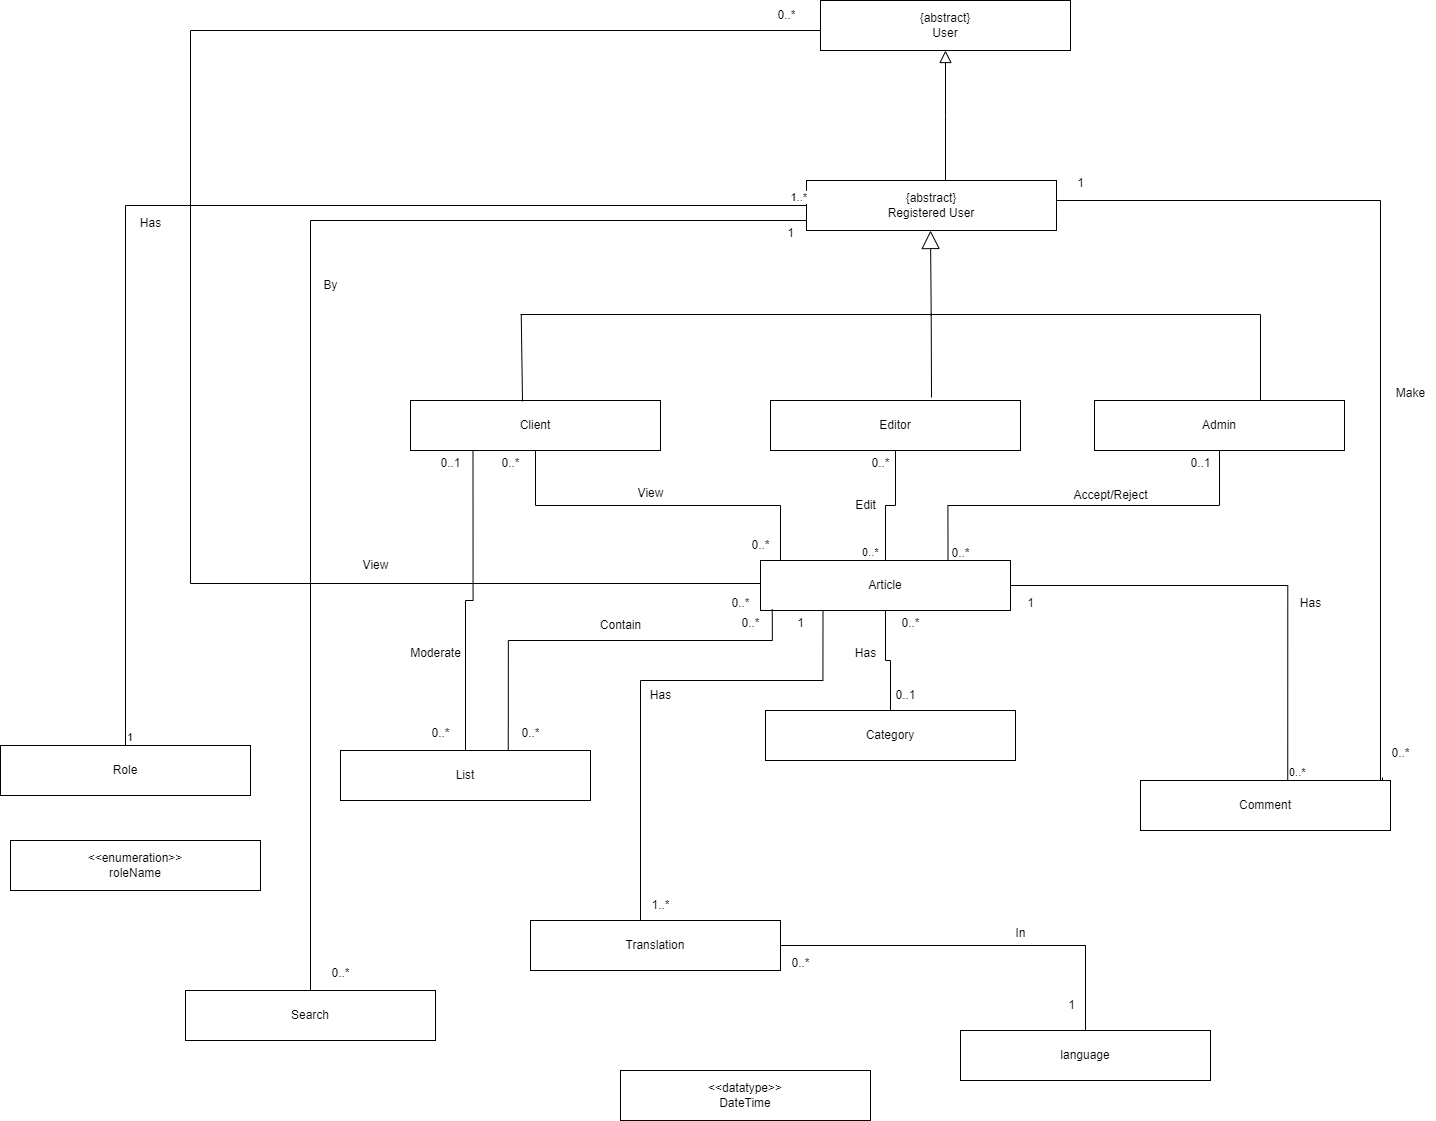 0..*
{abstract}
User
1..*
{abstract}
Registered User
1
Has
1
By
Make
Client
Editor
Admin
0..1
0..*
0..*
0..1
View
Accept/Reject
Edit
0..*
0..*
0..*
View
Article
0..*
1
Has
0..*
1
0..*
Contain
Moderate
Has
Has
0..1
0..*
0..*
Category
1
0..*
Role
List
0..*
Comment
<<enumeration>>
roleName
1..*
In
Translation
0..*
0..*
1
Search
language
<<datatype>>
DateTime